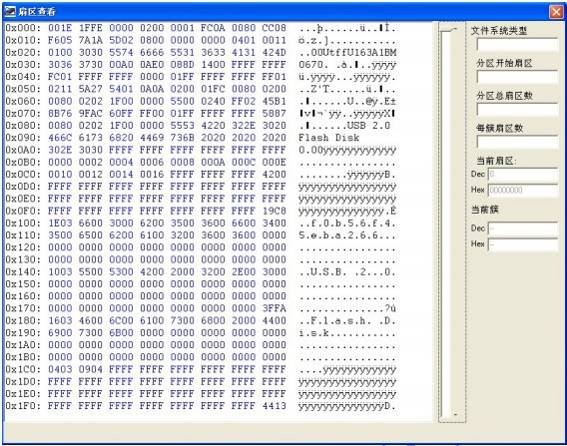 扇区查看
0x000: 001E 1FFE 0000 0200 0001 FC0A 0080 CC08 ...þ.....ü..▮Ì.
0x010: F605 7A1A 5D02 0800 0000 0000 0401 0011 ö.z.]...........
0x020: 0100 3030 5574 6666 5531 3633 4131 424D ..00UtffU163A1BM
0x030: 3036 3730 00A0 0AE0 088D 1400 FFFF FFFF
0x040: FC01 FFFF FFFF 0000 01FF FFFF FFFF FF01
0x050: 0211 5A27 5401 0A0A 0200 01FC 0080 0200
0x060: 0080 0202 1F00 0000 5500 0240 FF02 45B1
0x070: 8B76 9FAC 60FF FF00 01FF FFFF FFFF 5887
0x080: 0080 0202 1F00 0000 5553 4220 322E 3020 USB 2.0
0x090: 466C 6173 6820 4469 736B 2020 2020 2020 Flash Disk
0x0A0: 302E 3030 FFFF FFFF FFFF FFFF FFFF FFFF 0.00ÿÿÿÿÿÿÿÿÿÿÿÿ
0x0B0: 0000 0002 0004 0006 0008 000A 000C 000E ................
0x0C0: 0010 0012 0014 0016 FFFF FFFF FFFF 4200 ........ÿÿÿÿÿÿB.
0x0D0: FFFF FFFF FFFF FFFF FFFF FFFF FFFF FFFF ÿÿÿÿÿÿÿÿÿÿÿÿÿÿÿÿ
0x0E0: FFFF FFFF FFFF FFFF FFFF FFFF FFFF FFFF ÿÿÿÿÿÿÿÿÿÿÿÿÿÿÿÿ
0x0F0: FFFF FFFF FFFF FFFF FFFF FFFF FFFF 19C8 ÿÿÿÿÿÿÿÿÿÿÿÿÿÿ.È
0x100: 1E03 6600 3000 6200 3500 3600 6600 3400 ..f.0.b.5.6.f.4.
0x110: 3500 6500 6200 6100 3200 3600 3600 0000 5.e.b.a.2.6.6...
0x120: 0000 0000 0000 0000 0000 0000 0000 0000 ................
0x130: 0000 0000 0000 0000 0000 0000 0000 0000 ................
0x140: 1003 5500 5300 4200 2000 3200 2E00 3000 ..U.S.B. .2...0.
0x150: 0000 0000 0000 0000 0000 0000 0000 0000 ................
0x160: 0000 0000 0000 0000 0000 0000 0000 0000 ................
0x170: 0000 0000 0000 0000 0000 0000 0000 3FFA ..............?ú
0x180: 1603 4600 6C00 6100 7300 6800 2000 4400 ..F.l.a.s.h. .D.
0x190: 6900 7300 6B00 0000 0000 0000 0000 0000 i.s.k...........
0x1A0: 0000 0000 0000 0000 0000 0000 0000 0000 ................
0x1B0: 0000 0000 0000 0000 0000 0000 0000 0000 ................
0x1C0: 0403 0904 FFFF FFFF FFFF FFFF FFFF FFFF ....ÿÿÿÿÿÿÿÿÿÿÿÿ
0x1D0: FFFF FFFF FFFF FFFF FFFF FFFF FFFF FFFF ÿÿÿÿÿÿÿÿÿÿÿÿÿÿÿÿ
0x1E0: FFFF FFFF FFFF FFFF FFFF FFFF FFFF FFFF ÿÿÿÿÿÿÿÿÿÿÿÿÿÿÿÿ
0x1F0: FFFF FFFF FFFF FFFF FFFF FFFF FFFF 4413 ÿÿÿÿÿÿÿÿÿÿÿÿÿÿD.
文件系统类型
分区开始扇区
分区总扇区数
每簇扇区数
当前扇区:
Dec 0
Hex 00000000
当前簇
Dec -
Hex -